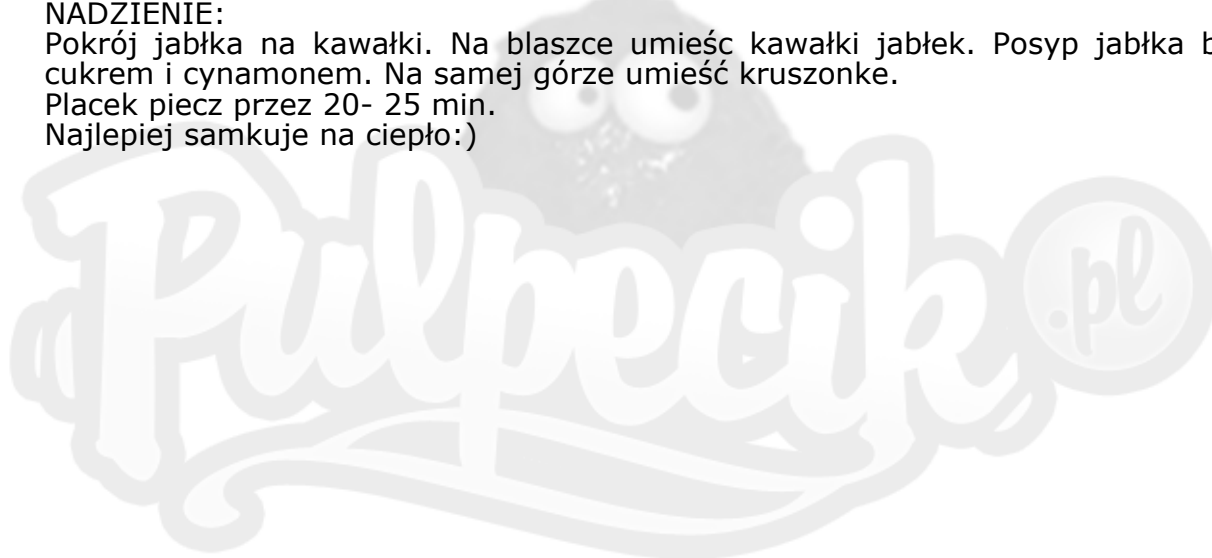 NADZIENIE:
Pokrój jabłka na kawałki. Na blaszce umieśc kawałki jabłek. Posyp jabłka
cukrem i cynamonem. Na samej górze umieść kruszonke.
Placek piecz przez 20- 25 min.
Najlepiej samkuje na ciepło:)
Pulpecik.pl